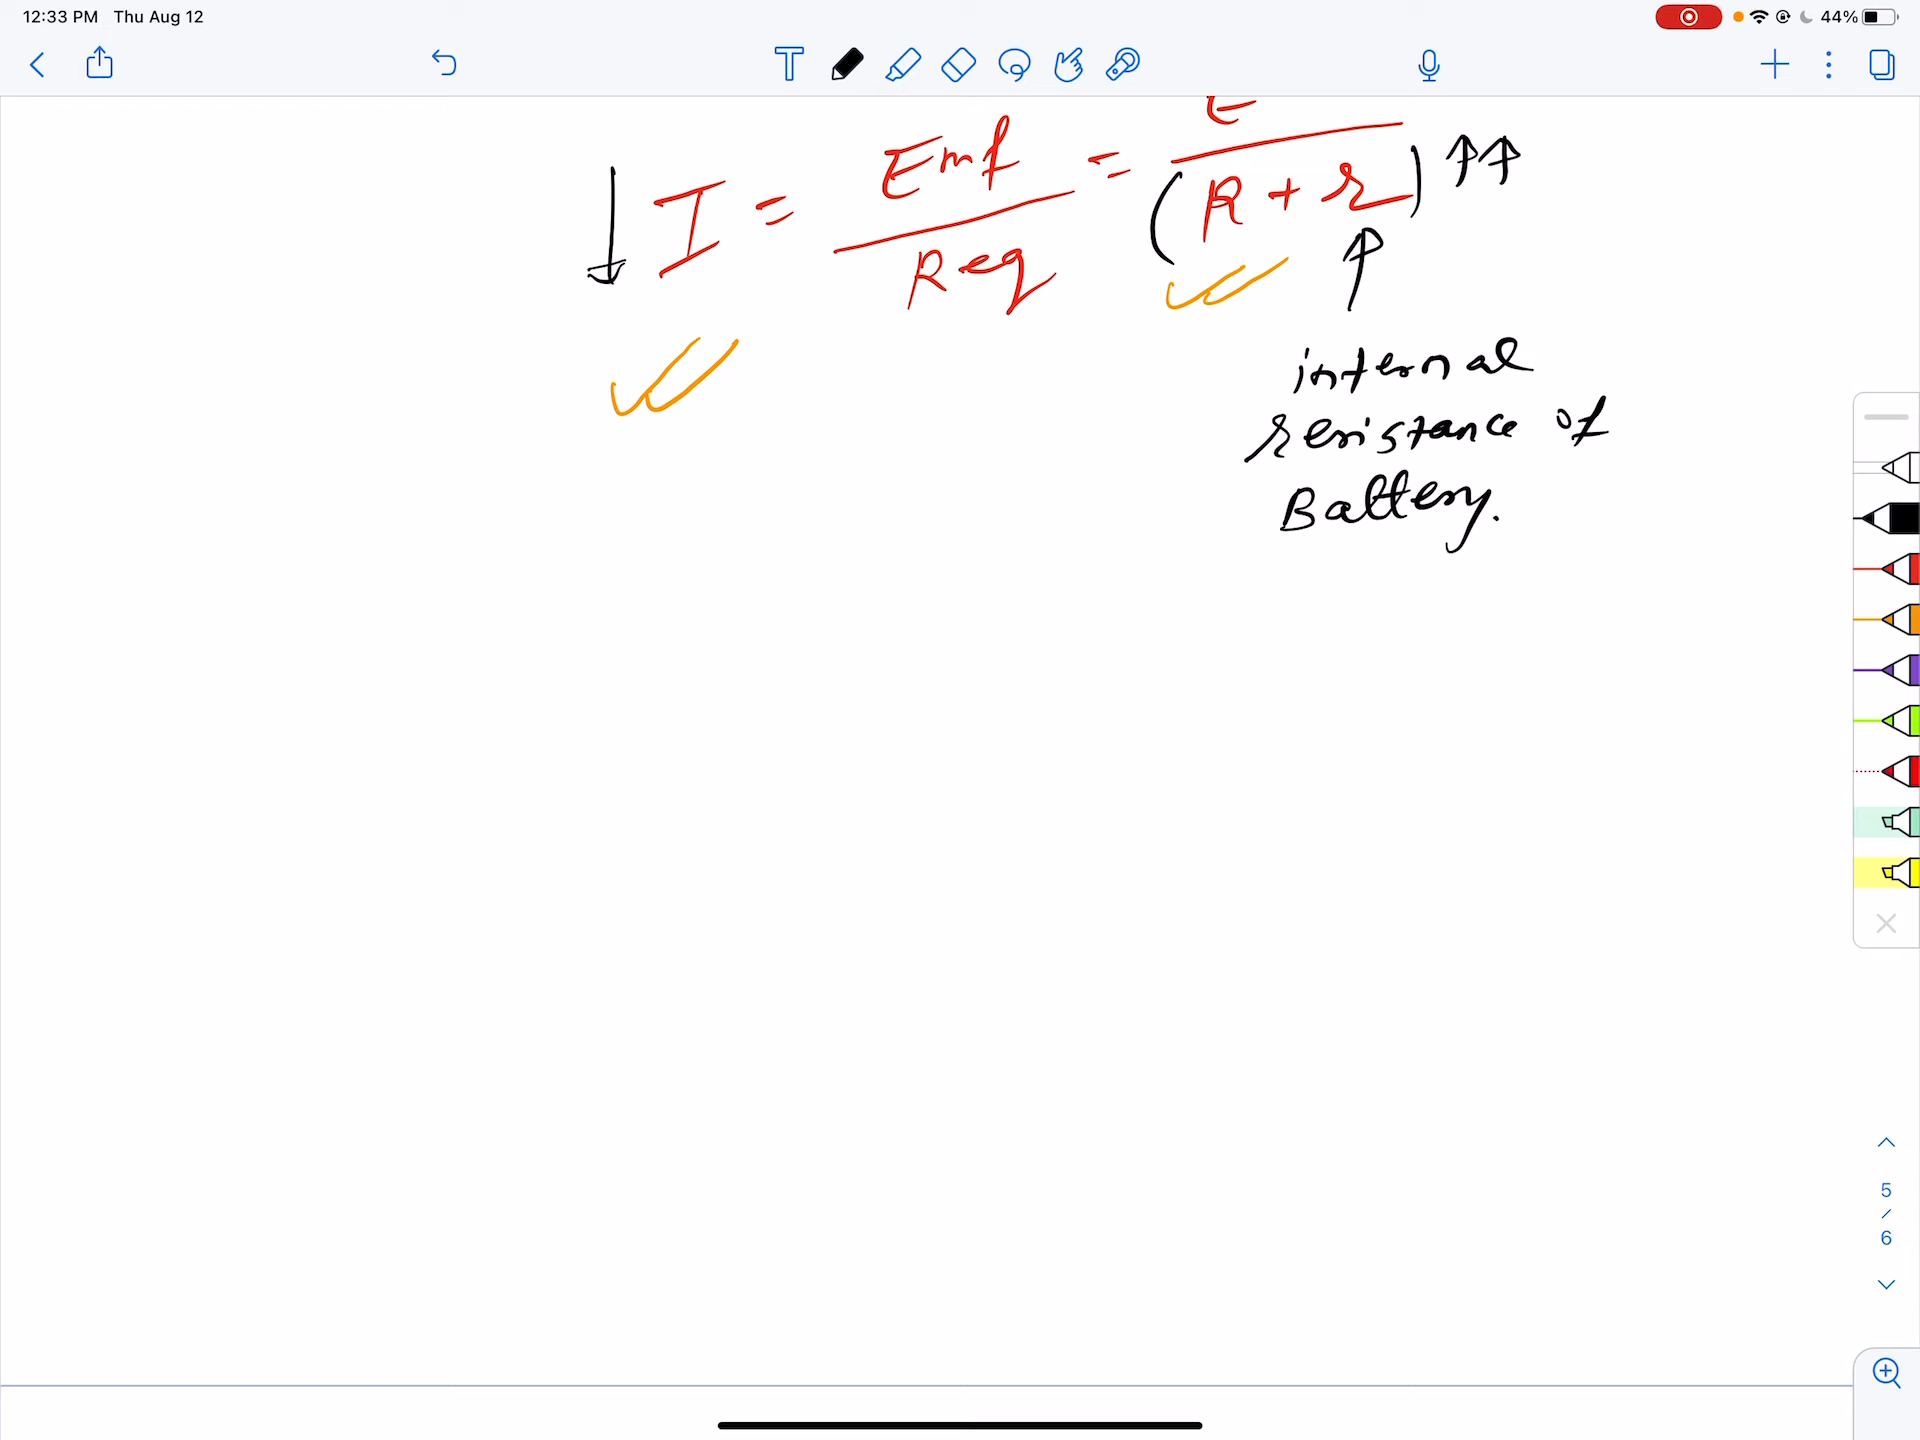 12:33 PM Thu Aug 12
44%
T
↓ I = Emf / Req = E / (R + r) ↑↑
↑
internal
resistance of
Battery.
5
/
6